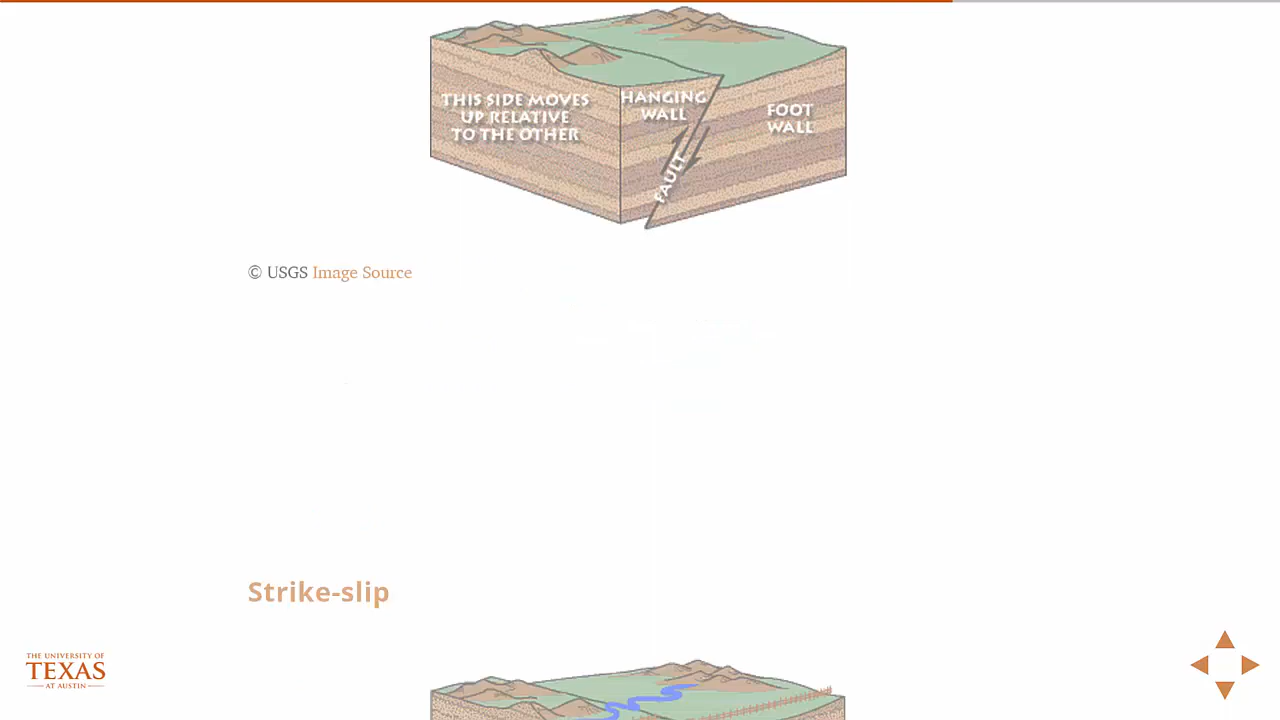 THIS SIDE MOVES
UP RELATIVE
TO THE OTHER
HANGING
WALL
FOOT
WALL
FAULT
© USGS Image Source
Strike-slip
THE UNIVERSITY OF
TEXAS
AT AUSTIN